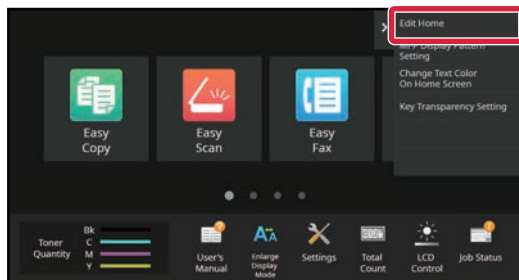 Edit Home
MFP Display Pattern
Setting
Change Text Color
On Home Screen
Key Transparency Setting
Easy
Copy
Easy
Scan
Easy
Fax
Toner
Quantity
Bk
C
M
Y
User's
Manual
Enlarge
Display
Mode
Settings
Total
Count
LCD
Control
Job Status